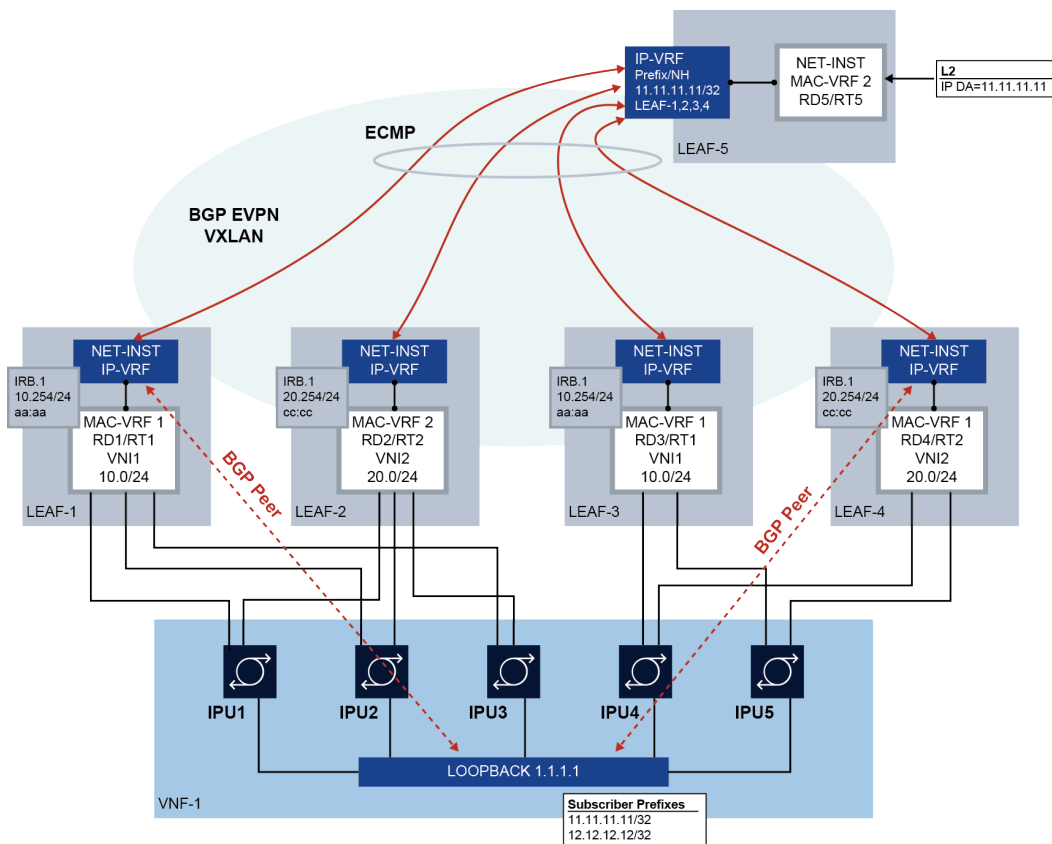 IP-VRF
Prefix/NH
11.11.11.11/32
LEAF-1,2,3,4
NET-INST
MAC-VRF 2
RD5/RT5
L2
IP DA=11.11.11.11
LEAF-5
ECMP
BGP EVPN
VXLAN
NET-INST
IP-VRF
IRB.1
10.254/24
aa:aa
MAC-VRF 1
RD1/RT1
VNI1
10.0/24
LEAF-1
NET-INST
IP-VRF
IRB.1
20.254/24
cc:cc
MAC-VRF 2
RD2/RT2
VNI2
20.0/24
LEAF-2
NET-INST
IP-VRF
IRB.1
10.254/24
aa:aa
MAC-VRF 1
RD3/RT1
VNI1
10.0/24
LEAF-3
NET-INST
IP-VRF
IRB.1
20.254/24
cc:cc
MAC-VRF 1
RD4/RT2
VNI2
20.0/24
LEAF-4
BGP Peer
BGP Peer
IPU1
IPU2
IPU3
IPU4
IPU5
LOOPBACK 1.1.1.1
VNF-1
Subscriber Prefixes
11.11.11.11/32
12.12.12.12/32